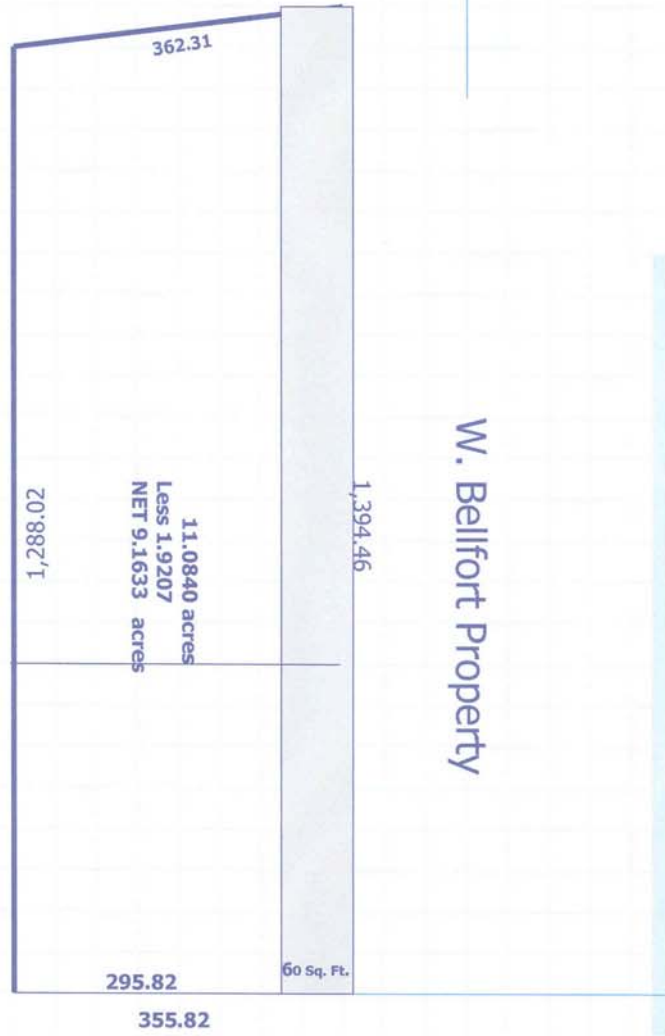 362.31
W. Bellfort Property
1,394.46
11.0840 acres
Less 1.9207
NET 9.1633 acres
1,288.02
60 Sq. Ft.
295.82
355.82